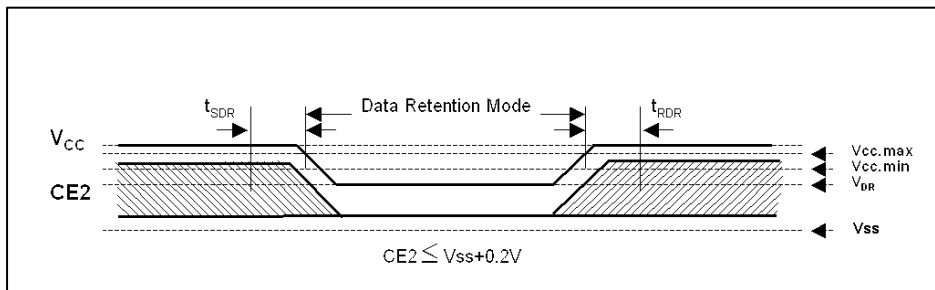 tSDR
Data Retention Mode
tRDR
VCC
Vcc.max
Vcc.min
VDR
CE2
Vss
CE2 ≤ Vss+0.2V